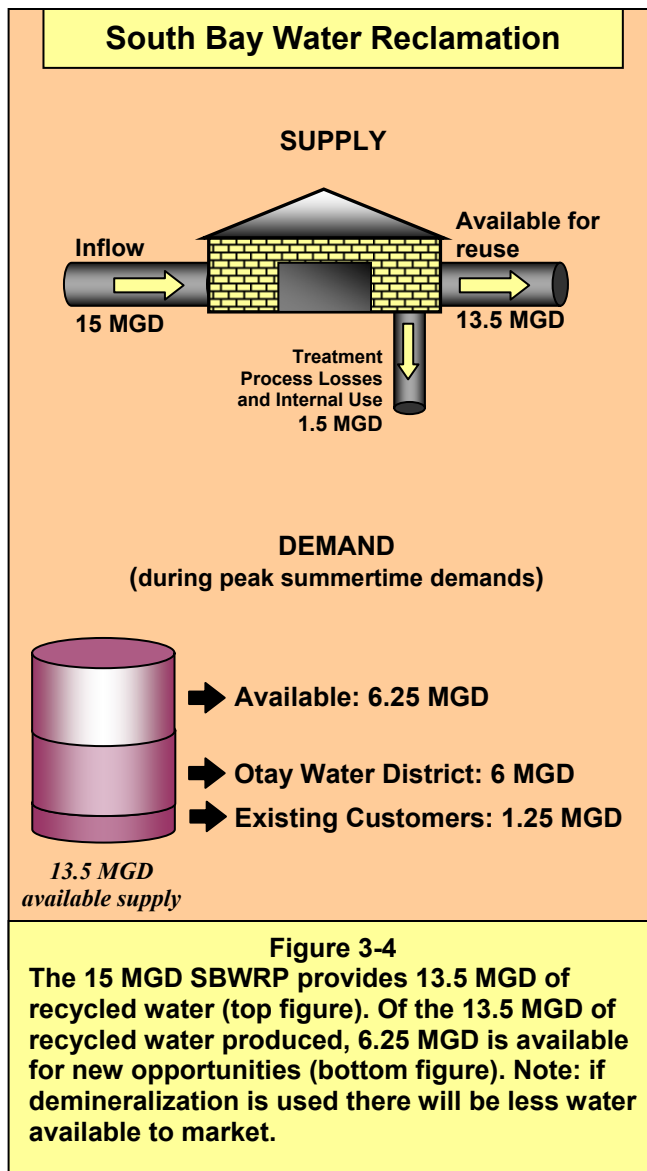 South Bay Water Reclamation
SUPPLY
Inflow
15 MGD
Available for
reuse
13.5 MGD
Treatment
Process Losses
and Internal Use
1.5 MGD
DEMAND
(during peak summertime demands)
Available: 6.25 MGD
Otay Water District: 6 MGD
Existing Customers: 1.25 MGD
13.5 MGD
available supply
Figure 3-4
The 15 MGD SBWRP provides 13.5 MGD of
recycled water (top figure). Of the 13.5 MGD of
recycled water produced, 6.25 MGD is available
for new opportunities (bottom figure). Note: if
demineralization is used there will be less water
available to market.